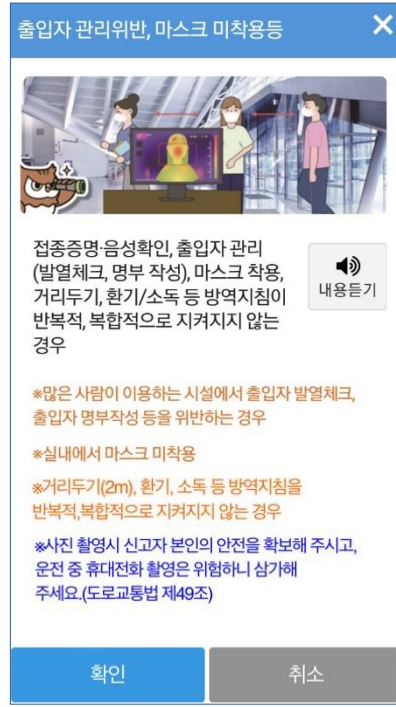 출입자 관리위반, 마스크 미착용등
접종증명·음성확인, 출입자 관리
(발열체크, 명부 작성), 마스크 착용,
거리두기, 환기/소독 등 방역지침이
반복적, 복합적으로 지켜지지 않는
경우
내용듣기
※많은 사람이 이용하는 시설에서 출입자 발열체크,
출입자 명부작성 등을 위반하는 경우
※실내에서 마스크 미착용
※거리두기(2m), 환기, 소독 등 방역지침을
반복적,복합적으로 지켜지지 않는 경우
※사진 촬영시 신고자 본인의 안전을 확보해 주시고,
운전 중 휴대전화 촬영은 위험하니 삼가해
주세요.(도로교통법 제49조)
확인
취소